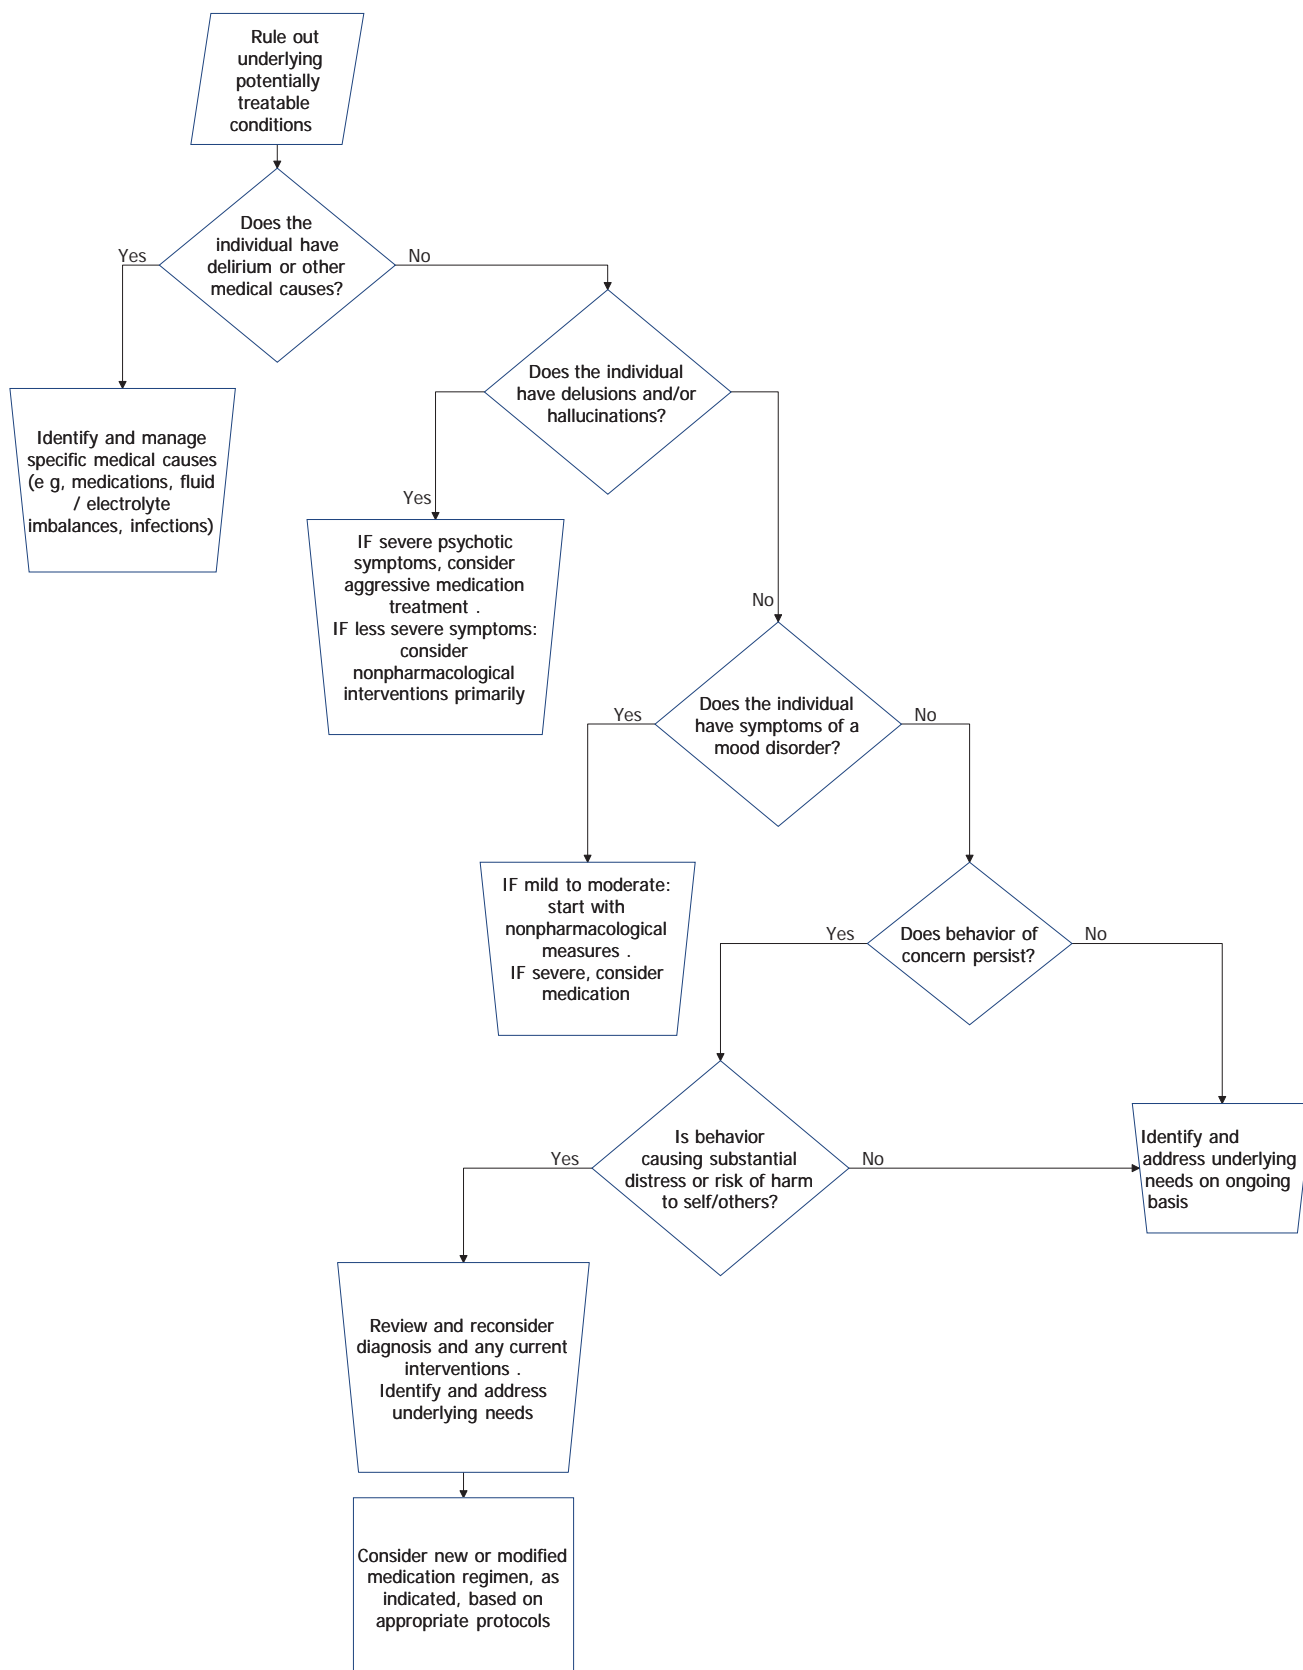 Rule out
underlying
potentially
treatable
conditions
Does the
individual have
delirium or other
medical causes?
Yes
No
Identify and manage
specific medical causes
(e g, medications, fluid
/ electrolyte
imbalances, infections)
Does the individual
have delusions and/or
hallucinations?
Yes
No
IF severe psychotic
symptoms, consider
aggressive medication
treatment .
IF less severe symptoms:
consider
nonpharmacological
interventions primarily
Does the individual
have symptoms of a
mood disorder?
Yes
No
IF mild to moderate:
start with
nonpharmacological
measures .
IF severe, consider
medication
Does behavior of
concern persist?
Yes
No
Is behavior
causing substantial
distress or risk of harm
to self/others?
Yes
No
Identify and
address underlying
needs on ongoing
basis
Review and reconsider
diagnosis and any current
interventions .
Identify and address
underlying needs
Consider new or modified
medication regimen, as
indicated, based on
appropriate protocols